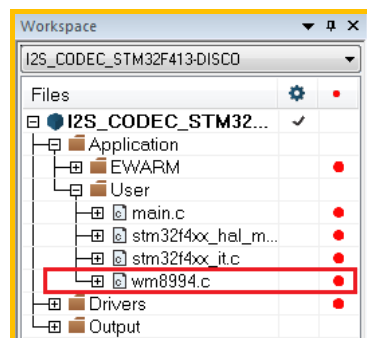 Workspace
I2S_CODEC_STM32F413-DISCO
Files
I2S_CODEC_STM32...
Application
EWARM
User
main.c
stm32f4xx_hal_m...
stm32f4xx_it.c
wm8994.c
Drivers
Output